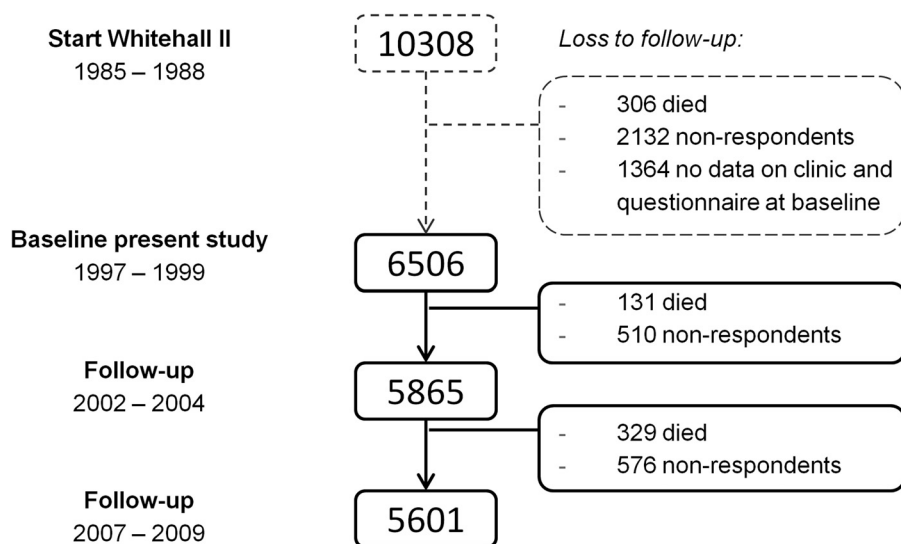 Start Whitehall II
1985 – 1988
10308
Loss to follow-up:
- 306 died
- 2132 non-respondents
- 1364 no data on clinic and
questionnaire at baseline
Baseline present study
1997 – 1999
6506
- 131 died
- 510 non-respondents
Follow-up
2002 – 2004
5865
- 329 died
- 576 non-respondents
Follow-up
2007 – 2009
5601